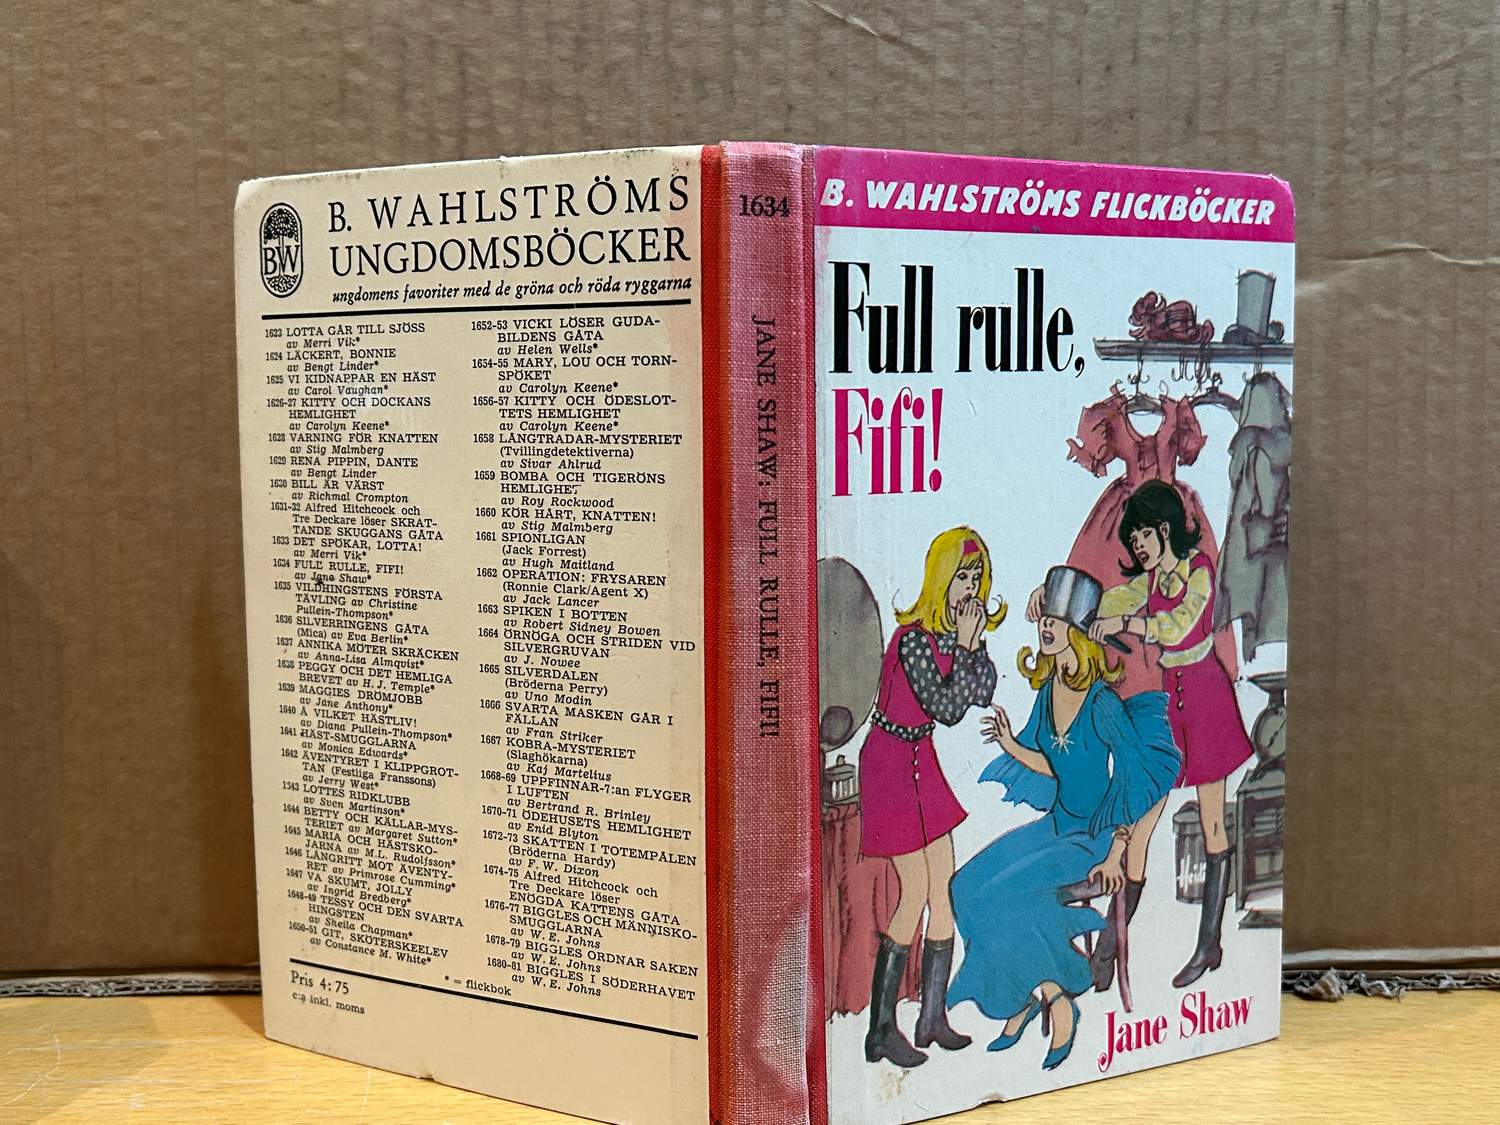 BW
B. WAHLSTRÖMS
UNGDOMSBÖCKER
ungdomens favoriter med de gröna och röda ryggarna
1623 LOTTA GÅR TILL SJÖSS
av Merri Vik*
1624 LÄCKERT, BONNIE
av Bengt Linder*
1625 VI KIDNAPPAR EN HÄST
av Carol Vaughan*
1626-27 KITTY OCH DOCKANS
HEMLIGHET
av Carolyn Keene*
1628 VARNING FÖR KNATTEN
av Stig Malmberg
1629 RENA PIPPIN, DANTE
av Bengt Linder
1630 BILL ÄR VÄRST
av Richmal Crompton
1631-32 Alfred Hitchcock och
Tre Deckare löser SKRAT-
TANDE SKUGGANS GÅTA
1633 DET SPÖKAR, LOTTA!
av Merri Vik*
1634 FULL RULLE, FIFI!
av Jane Shaw*
1635 VILDHINGSTENS FÖRSTA
TÄVLING av Christine
Pullein-Thompson*
1636 SILVERRINGENS GÅTA
(Mica) av Eva Berlin*
1637 ANNIKA MÖTER SKRÄCKEN
av Anna-Lisa Almqvist*
1638 PEGGY OCH DET HEMLIGA
BREVET av H. J. Temple*
1639 MAGGIES DRÖMJOBB
av Jane Anthony*
1640 Å VILKET HÄSTLIV!
av Diana Pullein-Thompson*
1641 HÄST-SMUGGLARNA
av Monica Edwards*
1642 ÄVENTYRET I KLIPPGROT-
TAN (Festliga Franssons)
av Jerry West*
1543 LOTTES RIDKLUBB
av Sven Martinson*
1644 BETTY OCH KÄLLAR-MYS-
TERIET av Margaret Sutton*
1645 MARIA OCH HÄSTSKO-
JARNA av M.L. Rudolfsson*
1646 LÅNGRITT MOT ÄVENTY-
RET av Primrose Cumming*
1647 VA SKUMT, JOLLY
av Ingrid Bredberg*
1648-49 TESSY OCH DEN SVARTA
HINGSTEN
av Sheila Chapman*
1650-51 GIT, SKÖTERSKEELEV
av Constance M. White*
1652-53 VICKI LÖSER GUDA-
BILDENS GÅTA
av Helen Wells*
1654-55 MARY, LOU OCH TORN-
SPÖKET
av Carolyn Keene*
1656-57 KITTY OCH ÖDESLOT-
TETS HEMLIGHET
av Carolyn Keene*
1658 LÅNGTRADAR-MYSTERIET
(Tvillingdetektiverna)
av Sivar Ahlrud
1659 BOMBA OCH TIGERÖNS
HEMLIGHET
av Roy Rockwood
1660 KÖR HÅRT, KNATTEN!
av Stig Malmberg
1661 SPIONLIGAN
(Jack Forrest)
av Hugh Maitland
1662 OPERATION: FRYSAREN
(Ronnie Clark/Agent X)
av Jack Lancer
1663 SPIKEN I BOTTEN
av Robert Sidney Bowen
1664 ÖRNÖGA OCH STRIDEN VID
SILVERGRUVAN
av J. Nowee
1665 SILVERDALEN
(Bröderna Perry)
av Uno Modin
1666 SVARTA MASKEN GÅR I
FÄLLAN
av Fran Striker
1667 KOBRA-MYSTERIET
(Slaghökarna)
av Kaj Martelius
1668-69 UPPFINNAR-7:an FLYGER
I LUFTEN
av Bertrand R. Brinley
1670-71 ÖDEHUSETS HEMLIGHET
av Enid Blyton
1672-73 SKATTEN I TOTEMPÅLEN
(Bröderna Hardy)
av F. W. Dixon
1674-75 Alfred Hitchcock och
Tre Deckare löser
ENÖGDA KATTENS GÅTA
1676-77 BIGGLES OCH MÄNNISKO-
SMUGGLARNA
av W. E. Johns
1678-79 BIGGLES ORDNAR SAKEN
av W. E. Johns
1680-81 BIGGLES I SÖDERHAVET
av W. E. Johns
* = flickbok
Pris 4:75
c:a inkl. moms
1634
JANE SHAW: FULL RULLE, FIFI!
B. WAHLSTRÖMS FLICKBÖCKER
Full rulle,
Fifi!
Jane Shaw